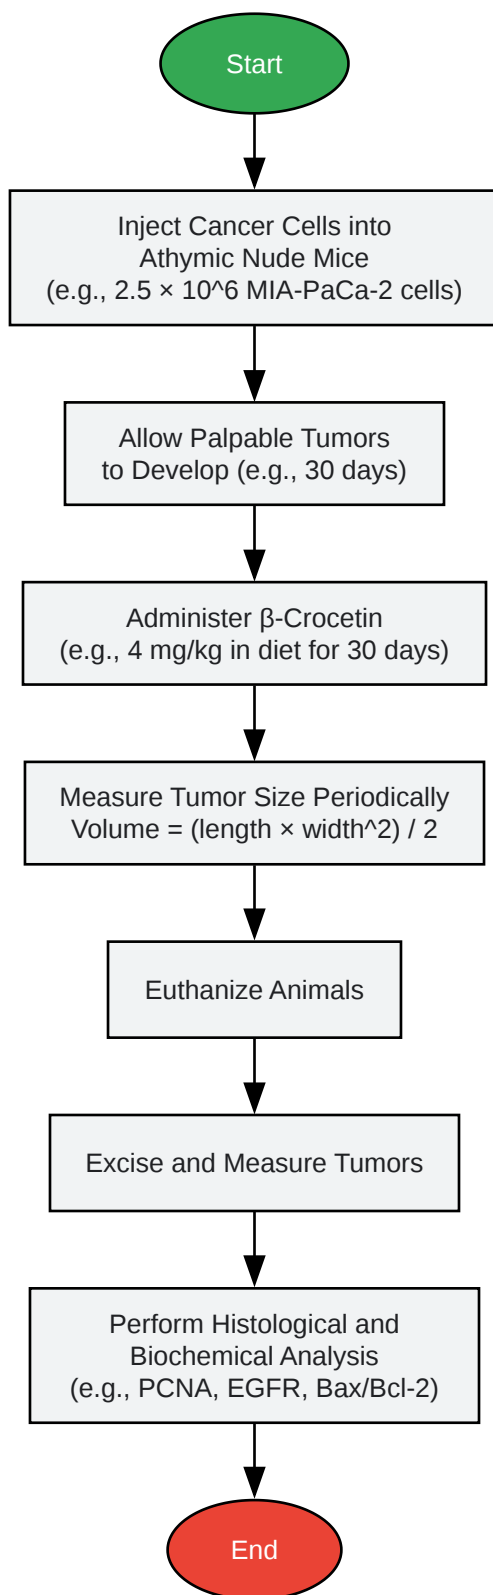 Start
Inject Cancer Cells into
Athymic Nude Mice
(e.g., 2.5 × 10^6 MIA-PaCa-2 cells)
Allow Palpable Tumors
to Develop (e.g., 30 days)
Administer β-Crocetin
(e.g., 4 mg/kg in diet for 30 days)
Measure Tumor Size Periodically
Volume = (length × width^2) / 2
Euthanize Animals
Excise and Measure Tumors
Perform Histological and
Biochemical Analysis
(e.g., PCNA, EGFR, Bax/Bcl-2)
End